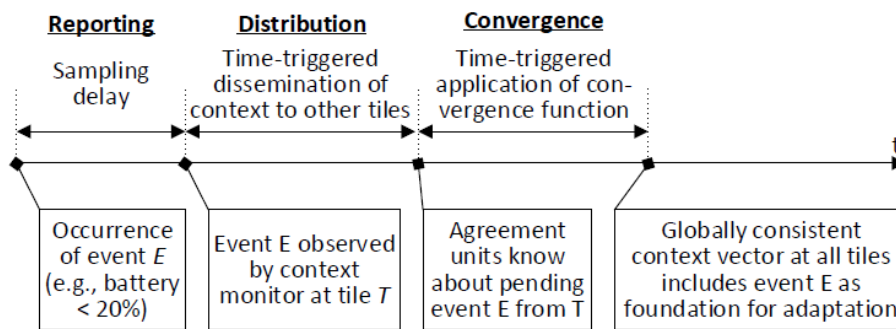 Reporting
Distribution
Convergence
Sampling
delay
Time-triggered
dissemination of
context to other tiles
Time-triggered
application of con-
vergence function
t
Occurrence
of event E
(e.g., battery
< 20%)
Event E observed
by context
monitor at tile T
Agreement
units know
about pending
event E from T
Globally consistent
context vector at all tiles
includes event E as
foundation for adaptation